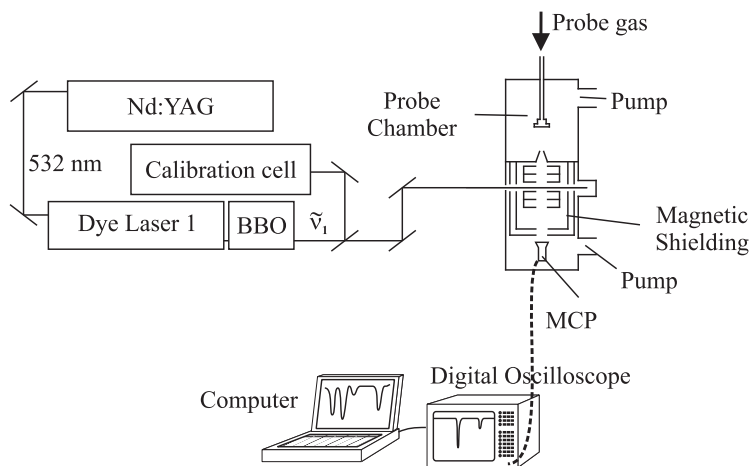 Probe gas
Nd:YAG
Probe
Chamber
Pump
532 nm
Calibration cell
Dye Laser 1
BBO
ṽ₁
Magnetic
Shielding
Pump
MCP
Computer
Digital Oscilloscope